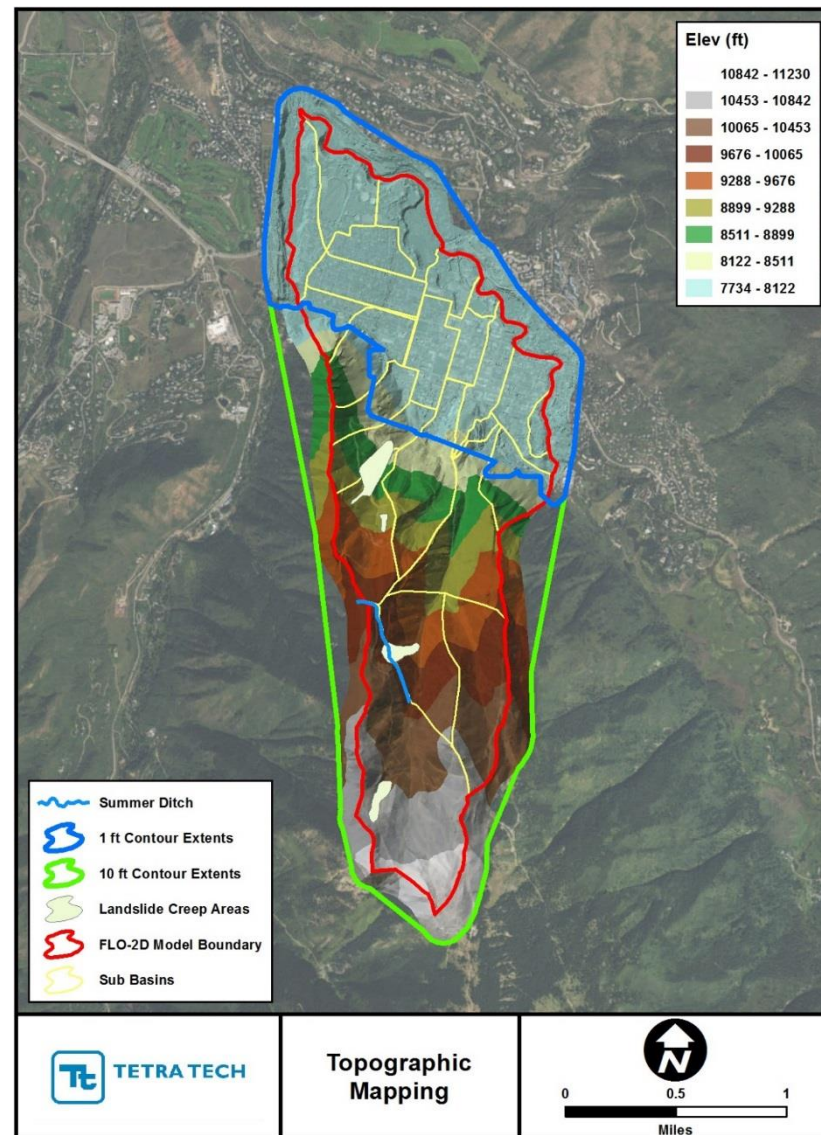 Elev (ft)
10842 - 11230
10453 - 10842
10065 - 10453
9676 - 10065
9288 - 9676
8899 - 9288
8511 - 8899
8122 - 8511
7734 - 8122
Summer Ditch
1 ft Contour Extents
10 ft Contour Extents
Landslide Creep Areas
FLO-2D Model Boundary
Sub Basins
Tt TETRA TECH
Topographic
Mapping
N
0 0.5 1
Miles